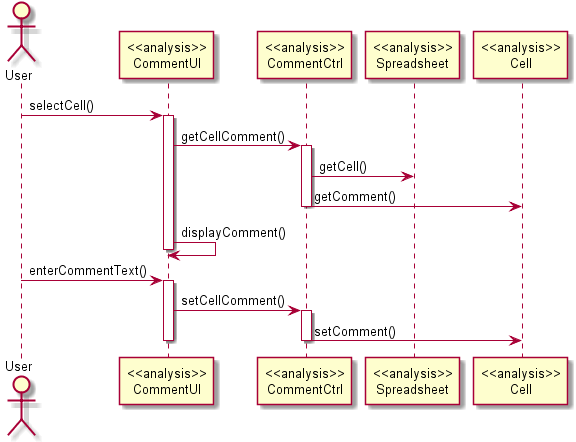 <<analysis>> <<analysis>> <<analysis>> <<analysis>>
CommentUI CommentCtrl Spreadsheet Cell
User
selectCell()
getCellComment()
getCell()
getComment()
displayComment()
enterCommentText()
setCellComment()
setComment()
User
<<analysis>> <<analysis>> <<analysis>> <<analysis>>
CommentUI CommentCtrl Spreadsheet Cell